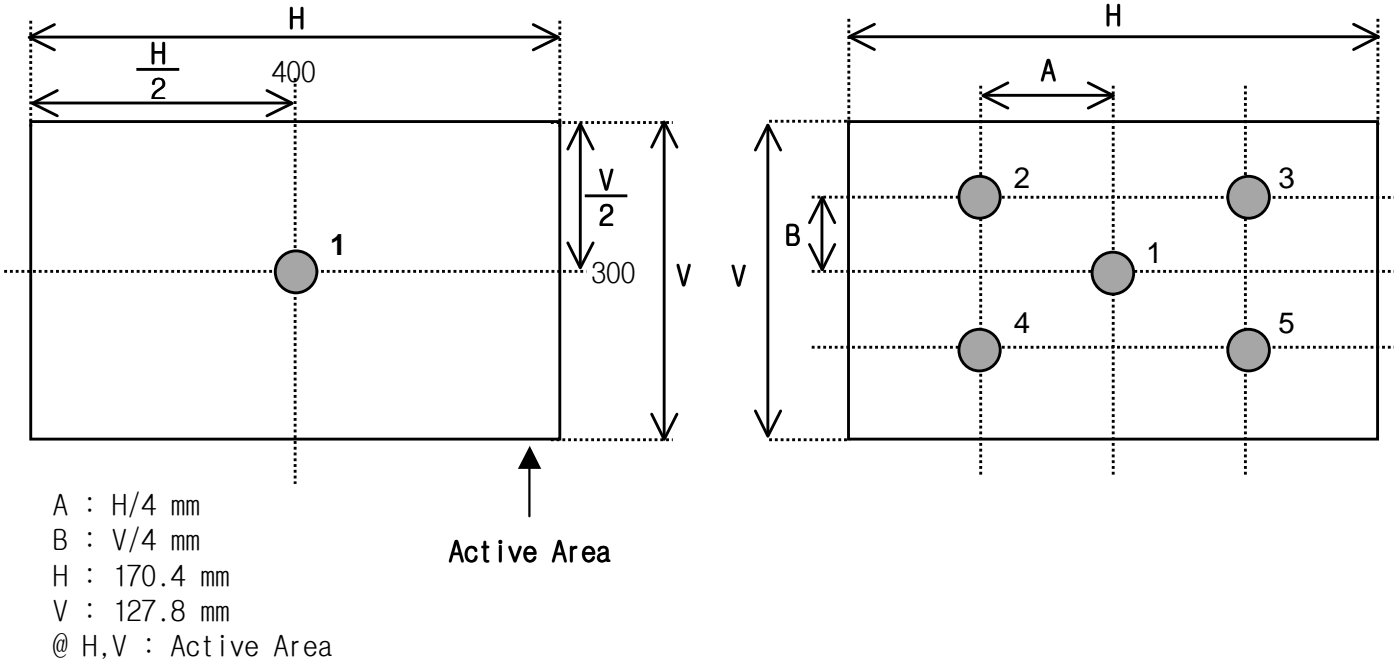 H
H
2
400
V
2
300
V
1
Active Area
H
A
B
V
2
3
1
4
5
A : H/4 mm
B : V/4 mm
H : 170.4 mm
V : 127.8 mm
@ H,V : Active Area